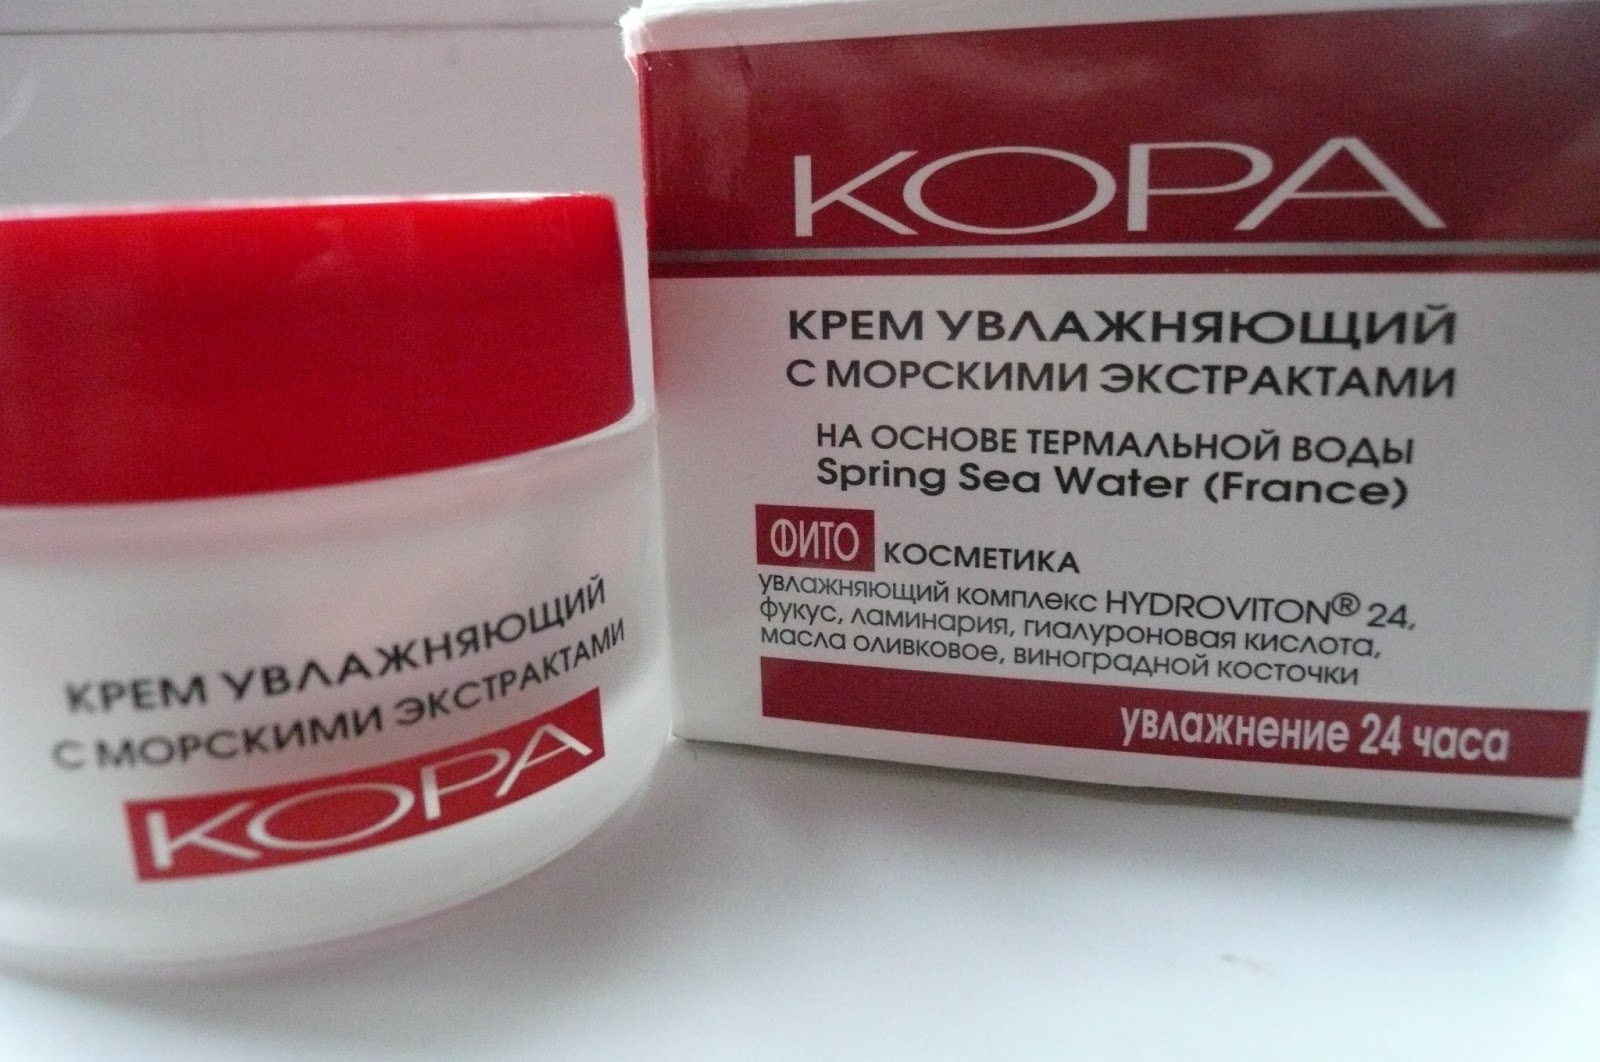 КРЕМ УВЛАЖНЯЮЩИЙ
С МОРСКИМИ ЭКСТРАКТАМИ
КОРА
КОРА
КРЕМ УВЛАЖНЯЮЩИЙ
С МОРСКИМИ ЭКСТРАКТАМИ
НА ОСНОВЕ ТЕРМАЛЬНОЙ ВОДЫ
Spring Sea Water (France)
ФИТО КОСМЕТИКА
увлажняющий комплекс HYDROVITON® 24,
фукус, ламинария, гиалуроновая кислота,
масла оливковое, виноградной косточки
увлажнение 24 часа